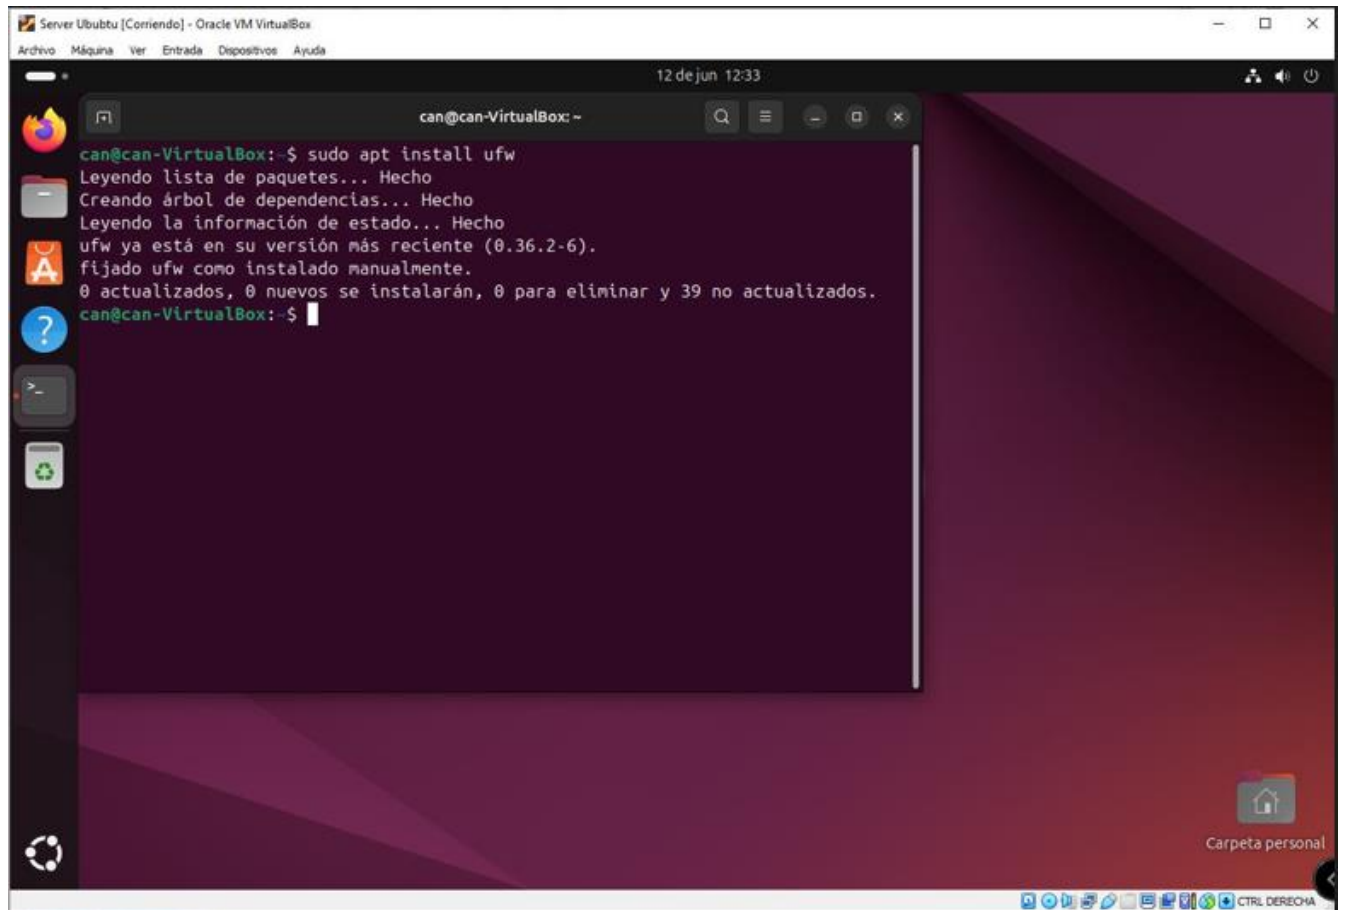 Server Ububtu [Corriendo] - Oracle VM VirtualBox
Archivo Máquina Ver Entrada Dispositivos Ayuda
12 de jun 12:33
can@can-VirtualBox: ~
can@can-VirtualBox:~$ sudo apt install ufw
Leyendo lista de paquetes... Hecho
Creando árbol de dependencias... Hecho
Leyendo la información de estado... Hecho
ufw ya está en su versión más reciente (0.36.2-6).
fijado ufw como instalado manualmente.
0 actualizados, 0 nuevos se instalarán, 0 para eliminar y 39 no actualizados.
can@can-VirtualBox:~$
Carpeta personal
CTRL DERECHA